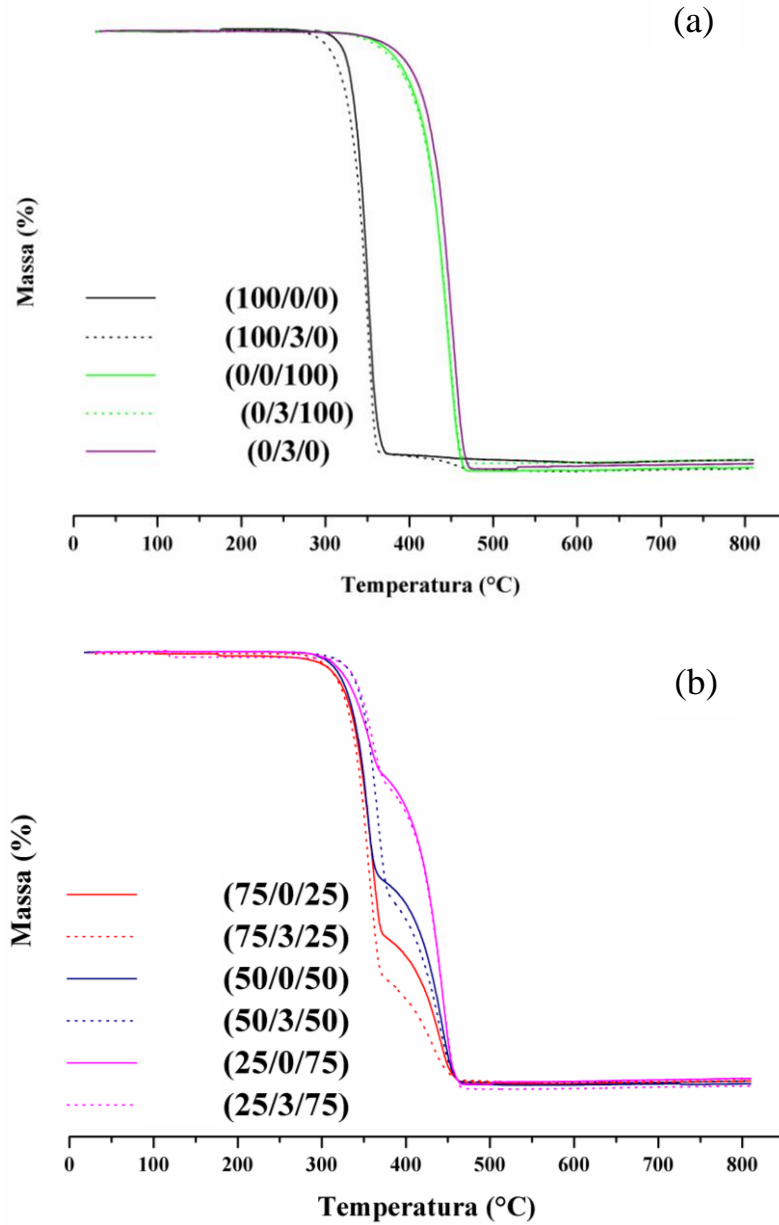 (a)
Massa (%)
(100/0/0)
(100/3/0)
(0/0/100)
(0/3/100)
(0/3/0)
0 100 200 300 400 500 600 700 800
Temperatura (°C)
(b)
Massa (%)
(75/0/25)
(75/3/25)
(50/0/50)
(50/3/50)
(25/0/75)
(25/3/75)
0 100 200 300 400 500 600 700 800
Temperatura (°C)